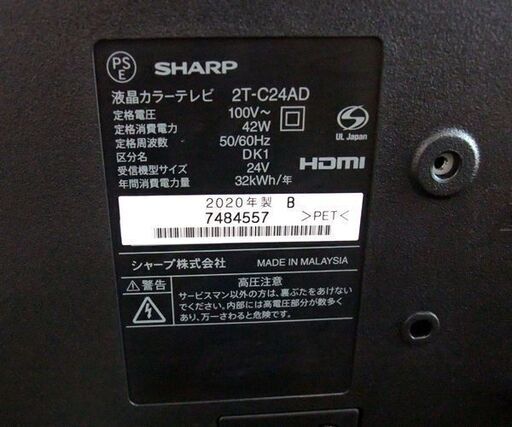 PS
E
SHARP
液晶カラーテレビ 2T-C24AD
定格電圧 100V～
定格消費電力 42W
定格周波数 50/60Hz
区分名 DK1
受信機型サイズ 24V
年間消費電力量 32kWh/年
UL Japan
HDMI
2020年製 B
7484557 >PET<
シャープ株式会社 MADE IN MALAYSIA
警告 高圧注意
サービスマン以外の方は、裏ぶたをあけない
でください。内部には高電圧部分が数多く
あり、万一さわると危険です。